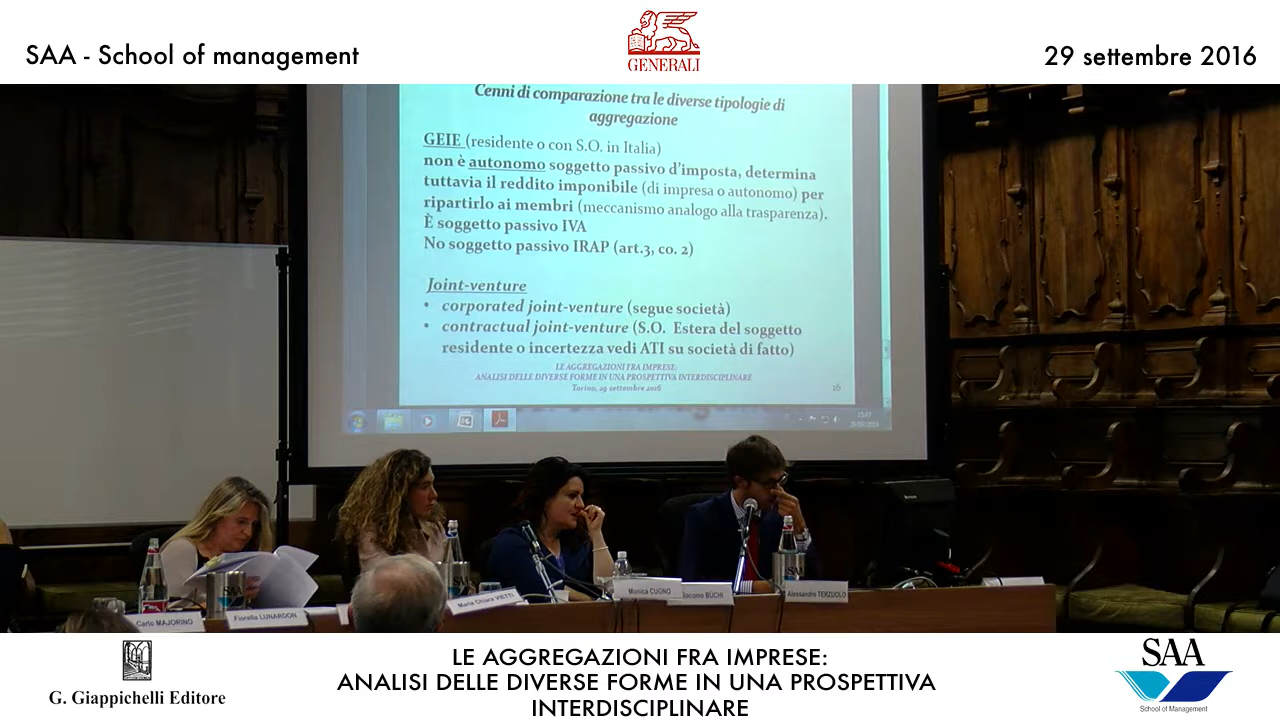 SAA - School of management
GENERALI
29 settembre 2016
Cenni di comparazione tra le diverse tipologie di
aggregazione
GEIE (residente o con S.O. in Italia)
non è autonomo soggetto passivo d'imposta, determina
tuttavia il reddito imponibile (di impresa o autonomo) per
ripartirlo ai membri (meccanismo analogo alla trasparenza).
È soggetto passivo IVA
No soggetto passivo IRAP (art.3, co. 2)
Joint-venture
• corporated joint-venture (segue società)
• contractual joint-venture (S.O. Estera del soggetto
residente o incertezza vedi ATI su società di fatto)
LE AGGREGAZIONI FRA IMPRESE:
ANALISI DELLE DIVERSE FORME IN UNA PROSPETTIVA INTERDISCIPLINARE
Torino, 29 settembre 2016
16
Carlo MAJORINO
Fiorella LUNARDON
Maria Chiara VIETTI
Monica CUGNO
Giacomo BÜCHI
Alessandro TERZUOLO
SAA
G. Giappichelli Editore
LE AGGREGAZIONI FRA IMPRESE:
ANALISI DELLE DIVERSE FORME IN UNA PROSPETTIVA
INTERDISCIPLINARE
SAA
School of Management